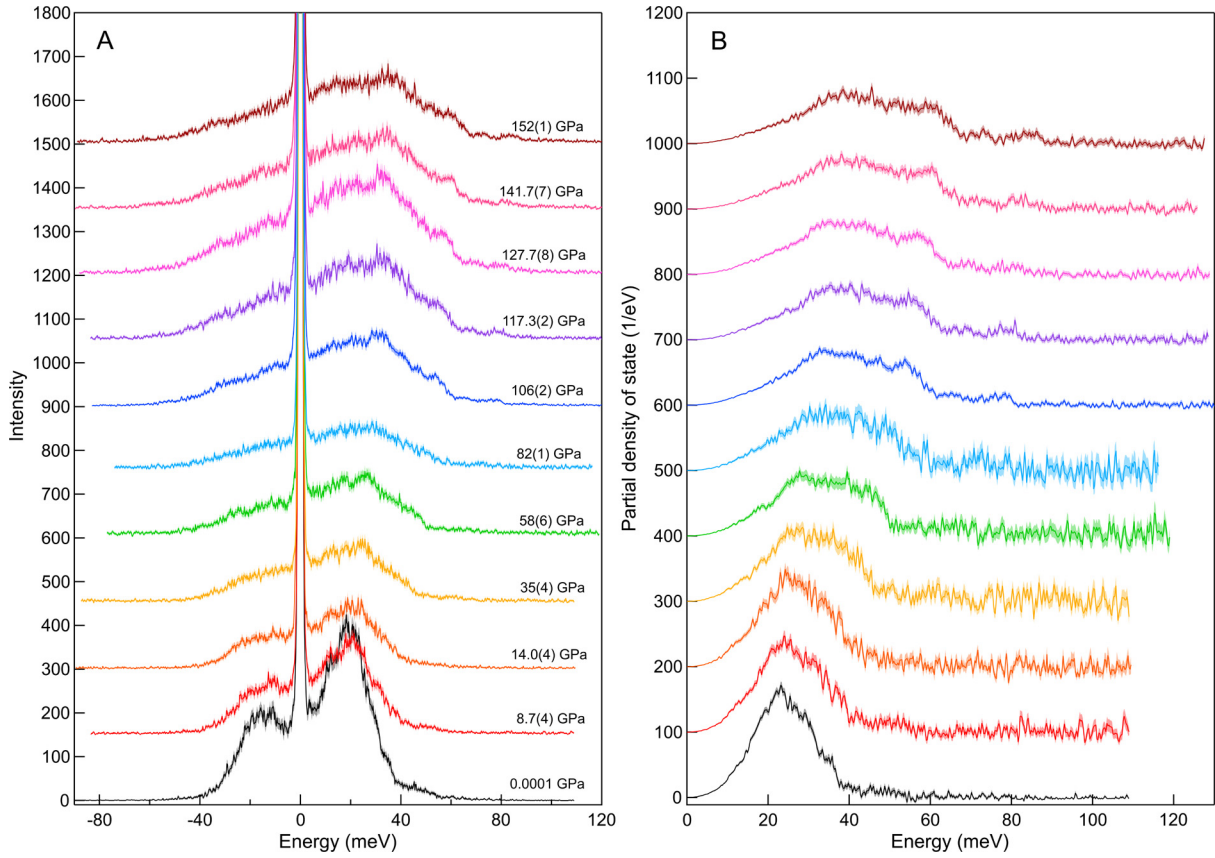 A
1800
1700
1600
1500
1400
1300
1200
1100
1000
900
800
700
600
500
400
300
200
100
0
Intensity
152(1) GPa
141.7(7) GPa
127.7(8) GPa
117.3(2) GPa
106(2) GPa
82(1) GPa
58(6) GPa
35(4) GPa
14.0(4) GPa
8.7(4) GPa
0.0001 GPa
-80 -40 0 40 80 120
Energy (meV)
B
1200
1100
1000
900
800
700
600
500
400
300
200
100
0
Partial density of state (1/eV)
0 20 40 60 80 100 120
Energy (meV)